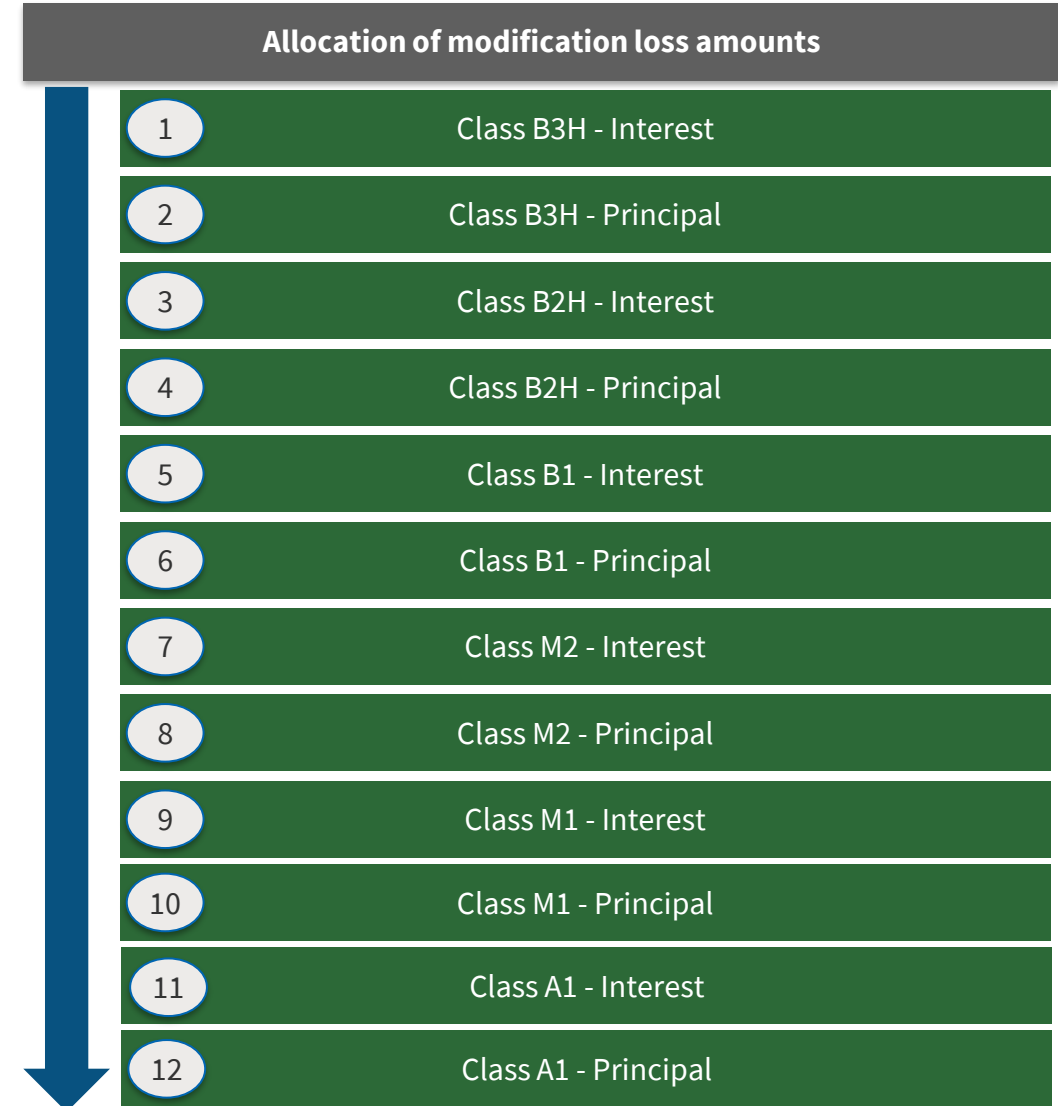 Allocation of modification loss amounts
1 Class B3H - Interest
2 Class B3H - Principal
3 Class B2H - Interest
4 Class B2H - Principal
5 Class B1 - Interest
6 Class B1 - Principal
7 Class M2 - Interest
8 Class M2 - Principal
9 Class M1 - Interest
10 Class M1 - Principal
11 Class A1 - Interest
12 Class A1 - Principal